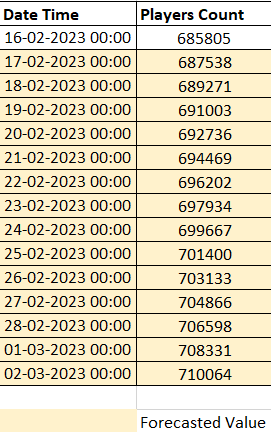 Date Time Players Count
16-02-2023 00:00 685805
17-02-2023 00:00 687538
18-02-2023 00:00 689271
19-02-2023 00:00 691003
20-02-2023 00:00 692736
21-02-2023 00:00 694469
22-02-2023 00:00 696202
23-02-2023 00:00 697934
24-02-2023 00:00 699667
25-02-2023 00:00 701400
26-02-2023 00:00 703133
27-02-2023 00:00 704866
28-02-2023 00:00 706598
01-03-2023 00:00 708331
02-03-2023 00:00 710064
Forecasted Value